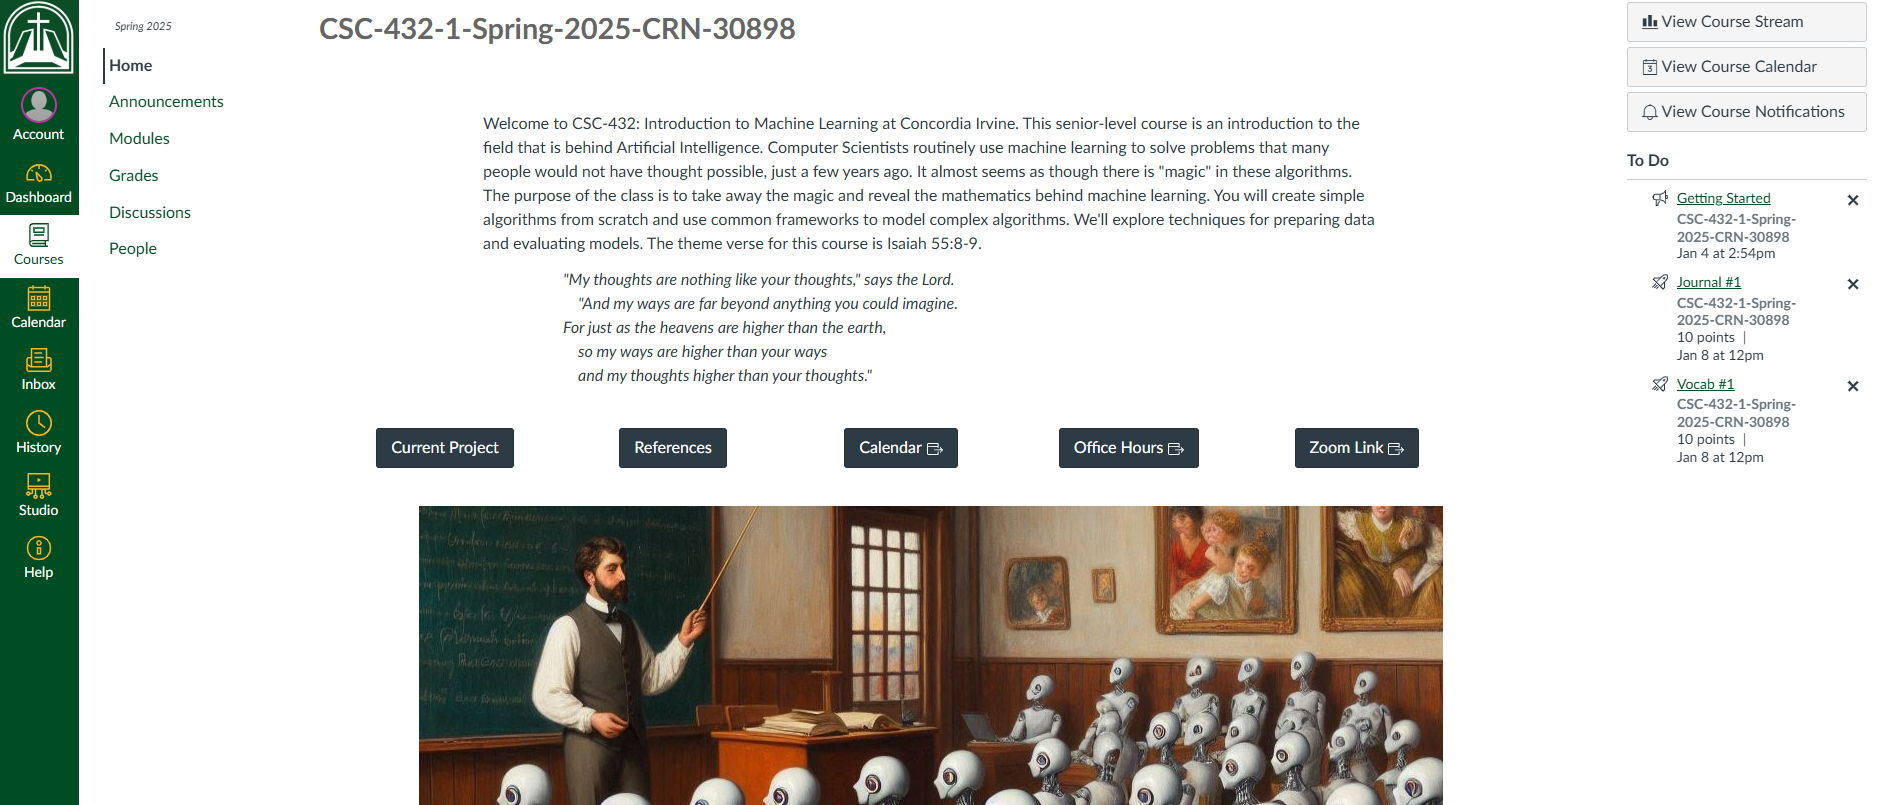 Spring 2025
CSC-432-1-Spring-2025-CRN-30898
Account
Dashboard
Courses
Calendar
Inbox
History
Studio
Help
Home
Announcements
Modules
Grades
Discussions
People
Welcome to CSC-432: Introduction to Machine Learning at Concordia Irvine. This senior-level course is an introduction to the
field that is behind Artificial Intelligence. Computer Scientists routinely use machine learning to solve problems that many
people would not have thought possible, just a few years ago. It almost seems as though there is "magic" in these algorithms.
The purpose of the class is to take away the magic and reveal the mathematics behind machine learning. You will create simple
algorithms from scratch and use common frameworks to model complex algorithms. We'll explore techniques for preparing data
and evaluating models. The theme verse for this course is Isaiah 55:8-9.
"My thoughts are nothing like your thoughts," says the Lord.
"And my ways are far beyond anything you could imagine.
For just as the heavens are higher than the earth,
so my ways are higher than your ways
and my thoughts higher than your thoughts."
Current Project
References
Calendar
Office Hours
Zoom Link
View Course Stream
3
View Course Calendar
View Course Notifications
To Do
Getting Started
CSC-432-1-Spring-
2025-CRN-30898
Jan 4 at 2:54pm
Journal #1
CSC-432-1-Spring-
2025-CRN-30898
10 points |
Jan 8 at 12pm
Vocab #1
CSC-432-1-Spring-
2025-CRN-30898
10 points |
Jan 8 at 12pm